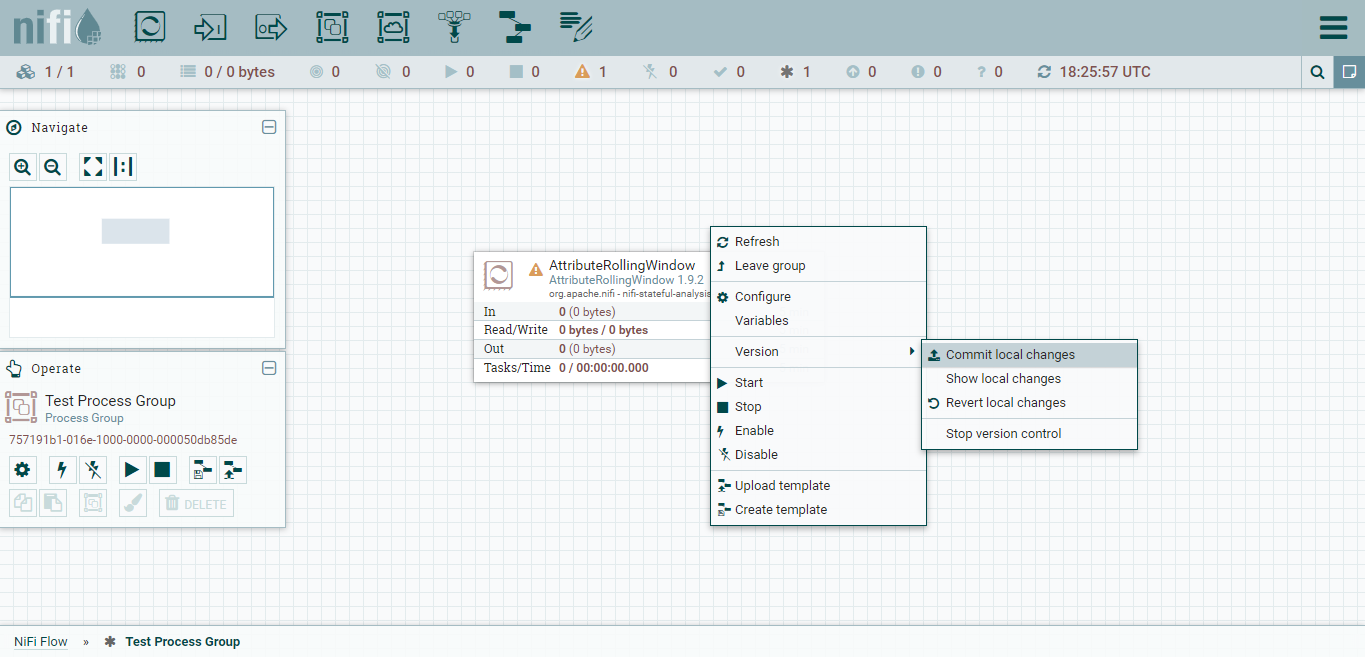 nifi
1 / 1 0 0 / 0 bytes 0 0 0 0 1 0 0 1 0 0 ? 0 18:25:57 UTC
Navigate
Operate
Test Process Group
Process Group
757191b1-016e-1000-0000-000050db85de
DELETE
AttributeRollingWindow
AttributeRollingWindow 1.9.2
org.apache.nifi - nifi-stateful-analysis
In 0 (0 bytes)
Read/Write 0 bytes / 0 bytes
Out 0 (0 bytes)
Tasks/Time 0 / 00:00:00.000
Refresh
Leave group
Configure
Variables
Version
Start
Stop
Enable
Disable
Upload template
Create template
Commit local changes
Show local changes
Revert local changes
Stop version control
NiFi Flow » Test Process Group